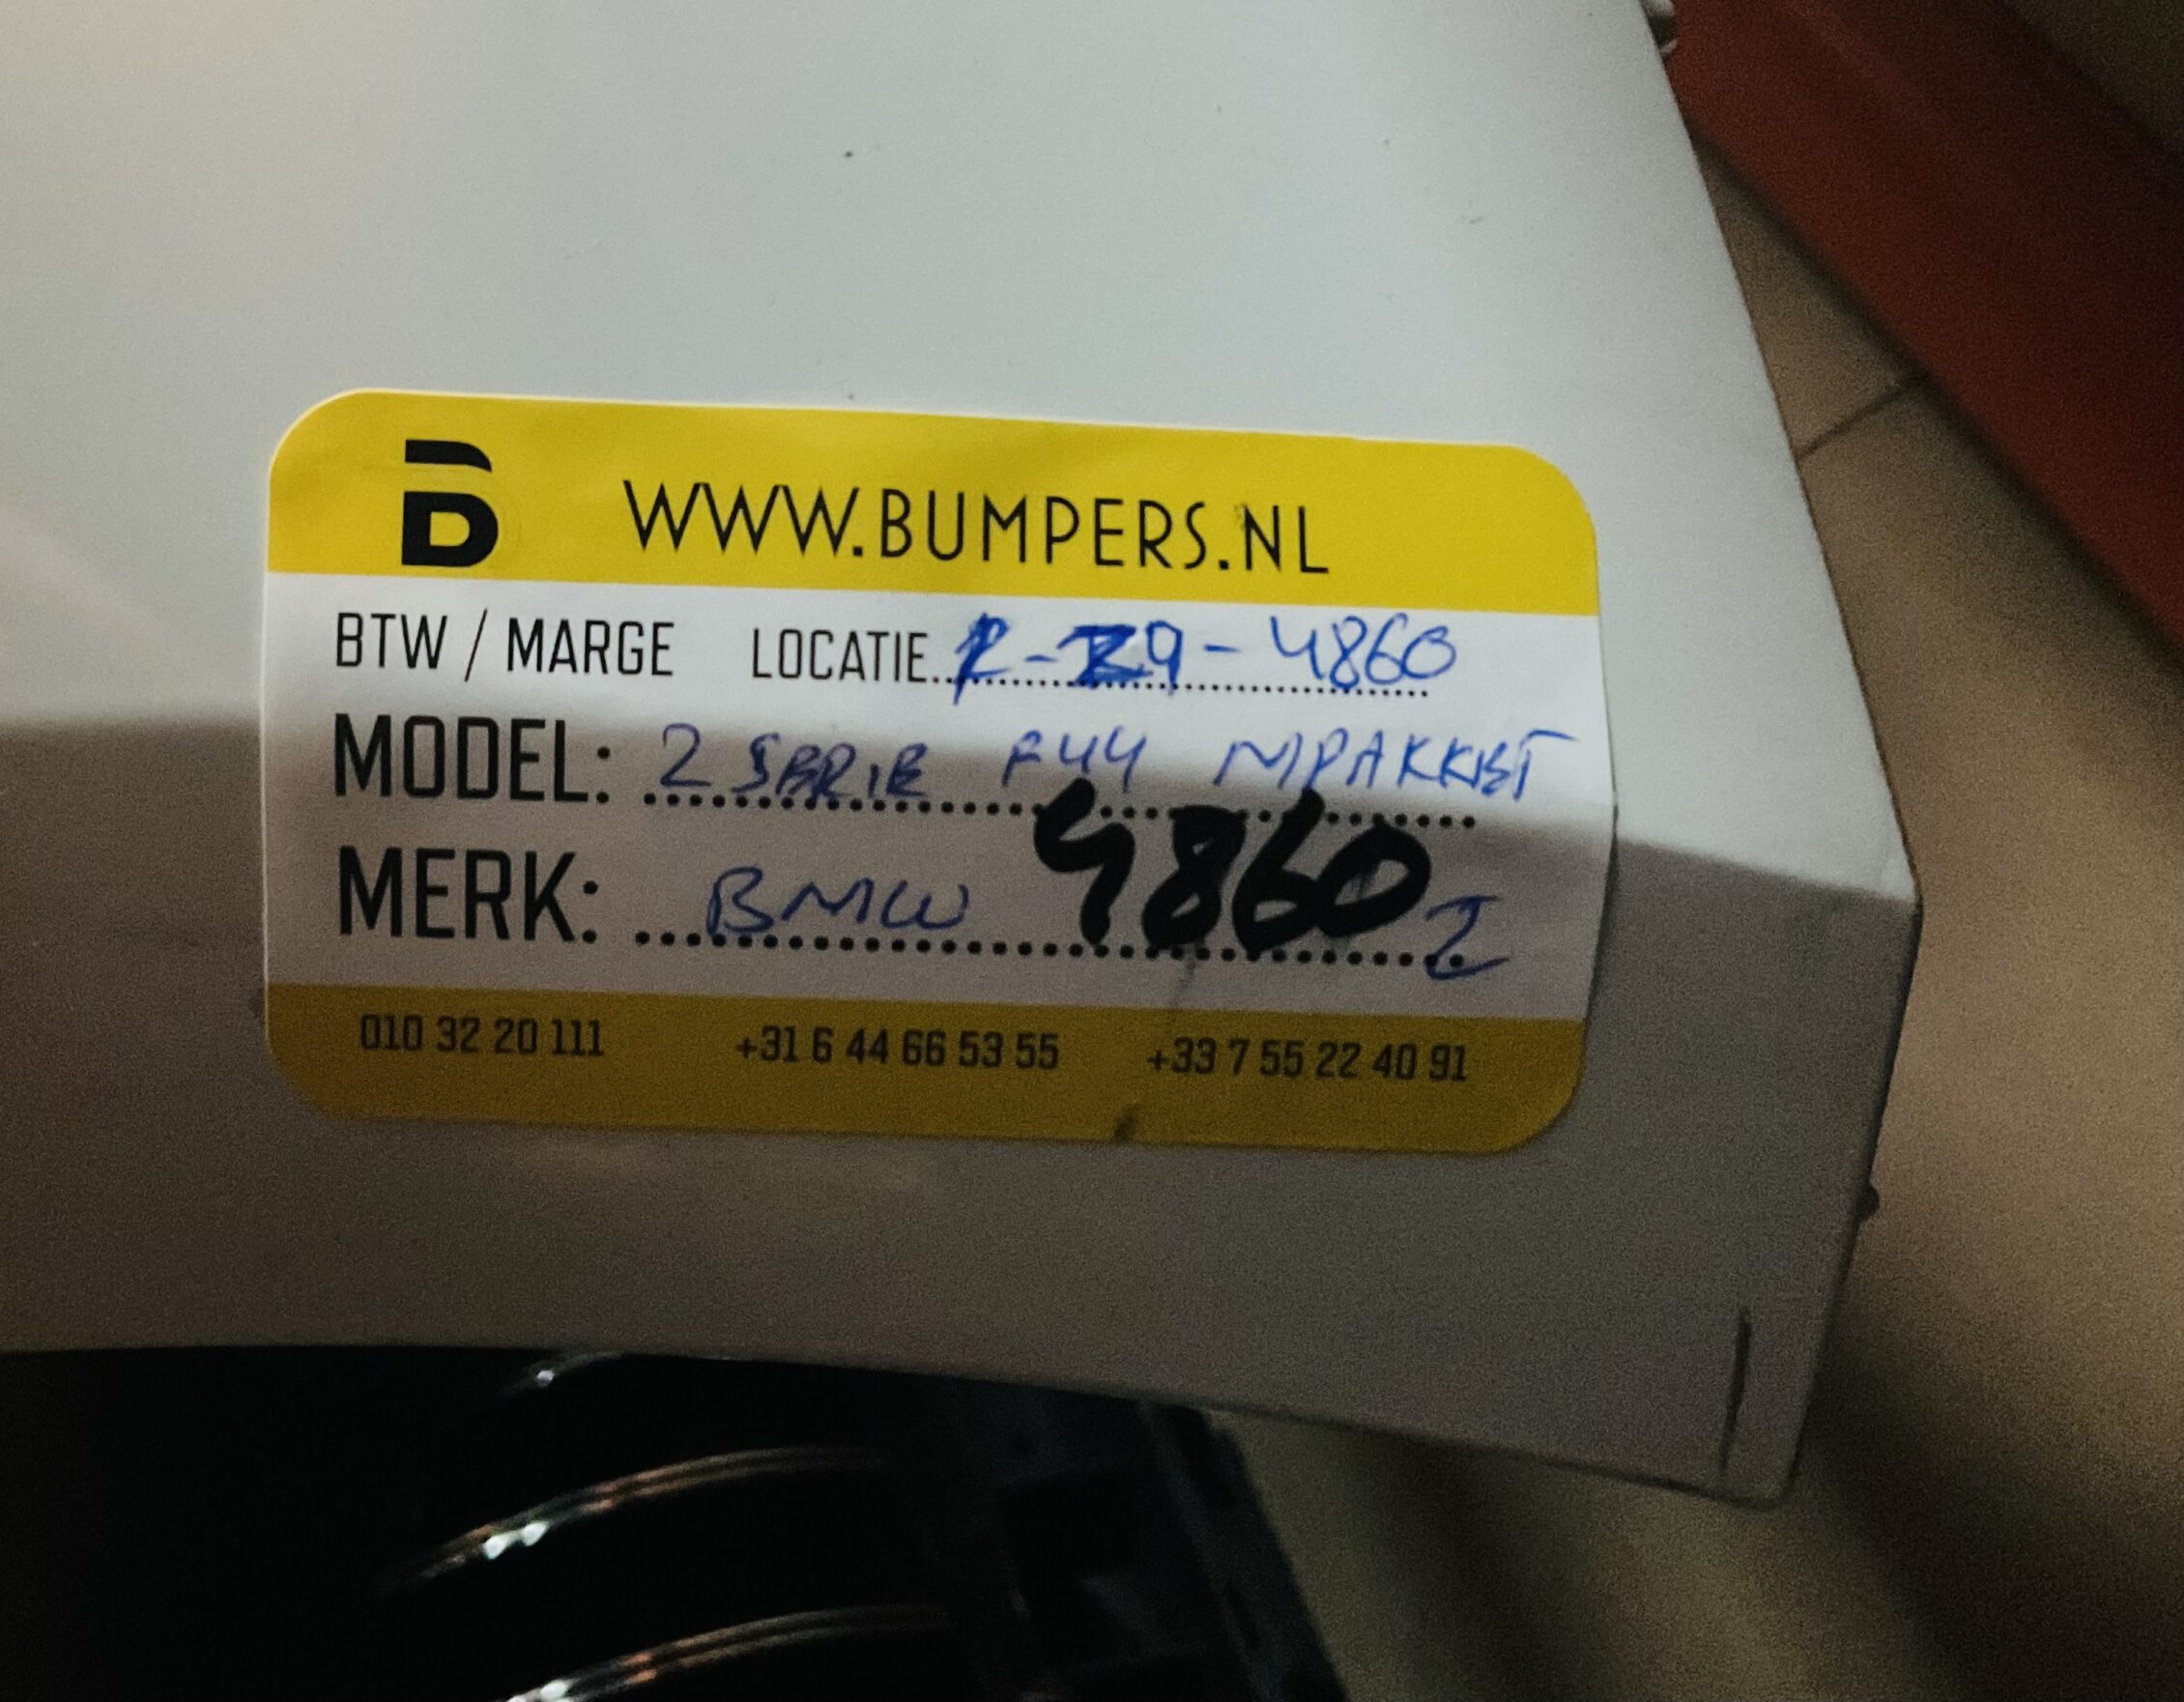 B WWW.BUMPERS.NL
BTW / MARGE LOCATIE - 4860
MODEL: 2 SERIE F44 MPAKKET
MERK: BMW 4860 I
010 32 20 111 +31 6 44 66 53 55 +33 7 55 22 40 91